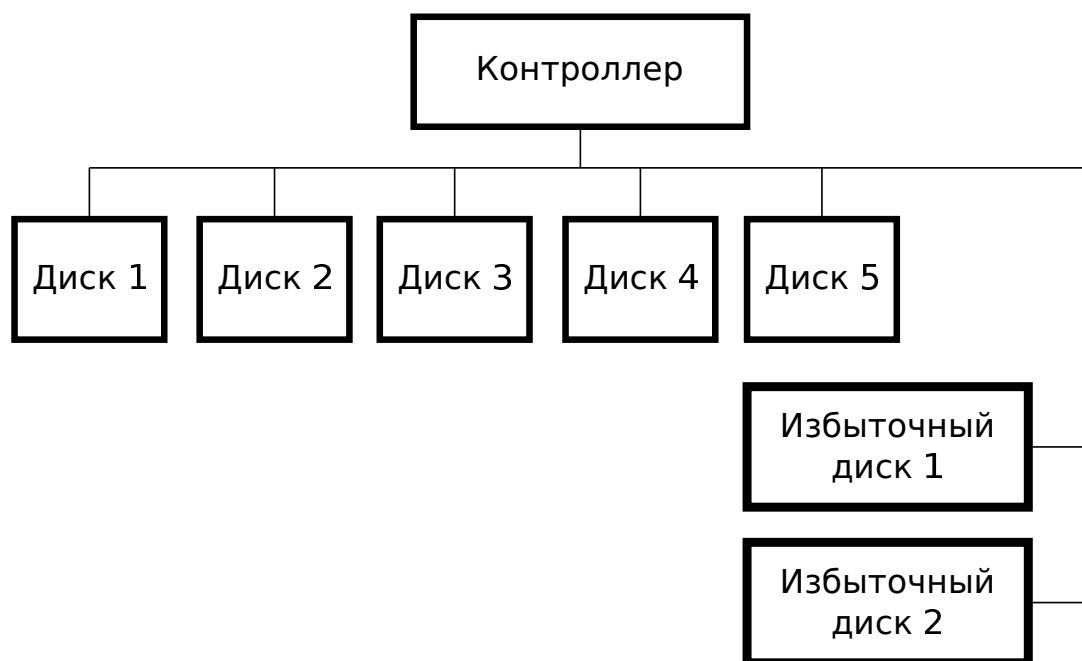 Контроллер
Диск 1
Диск 2
Диск 3
Диск 4
Диск 5
Избыточный
диск 1
Избыточный
диск 2